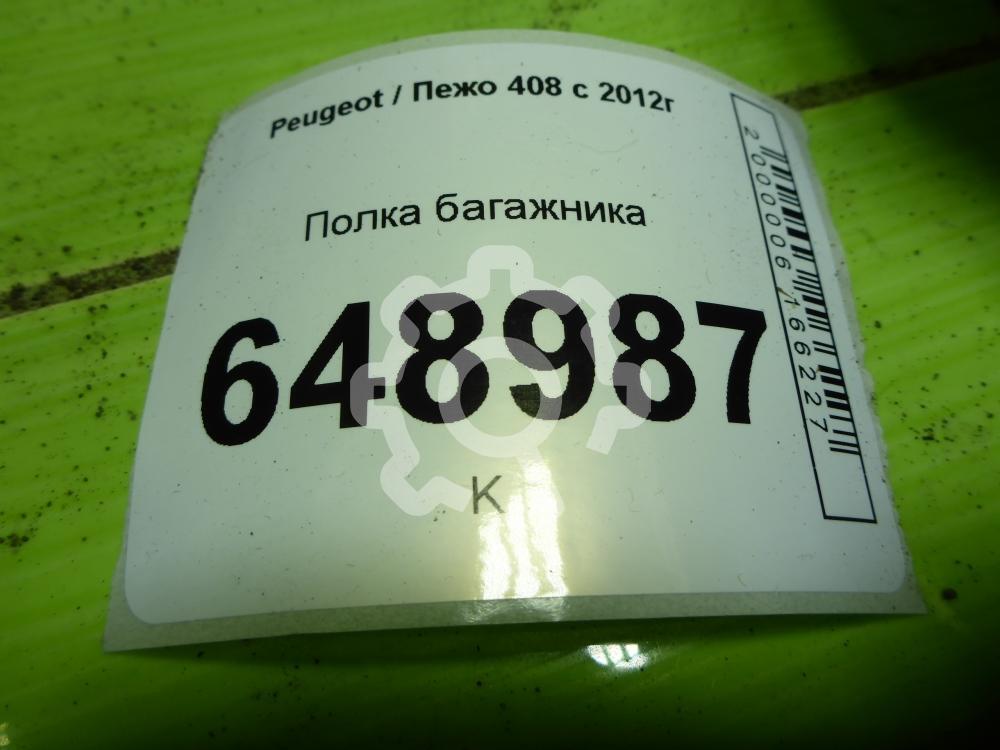 Peugeot / Пежо 408 с 2012г
Полка багажника
648987
К
2000006166227